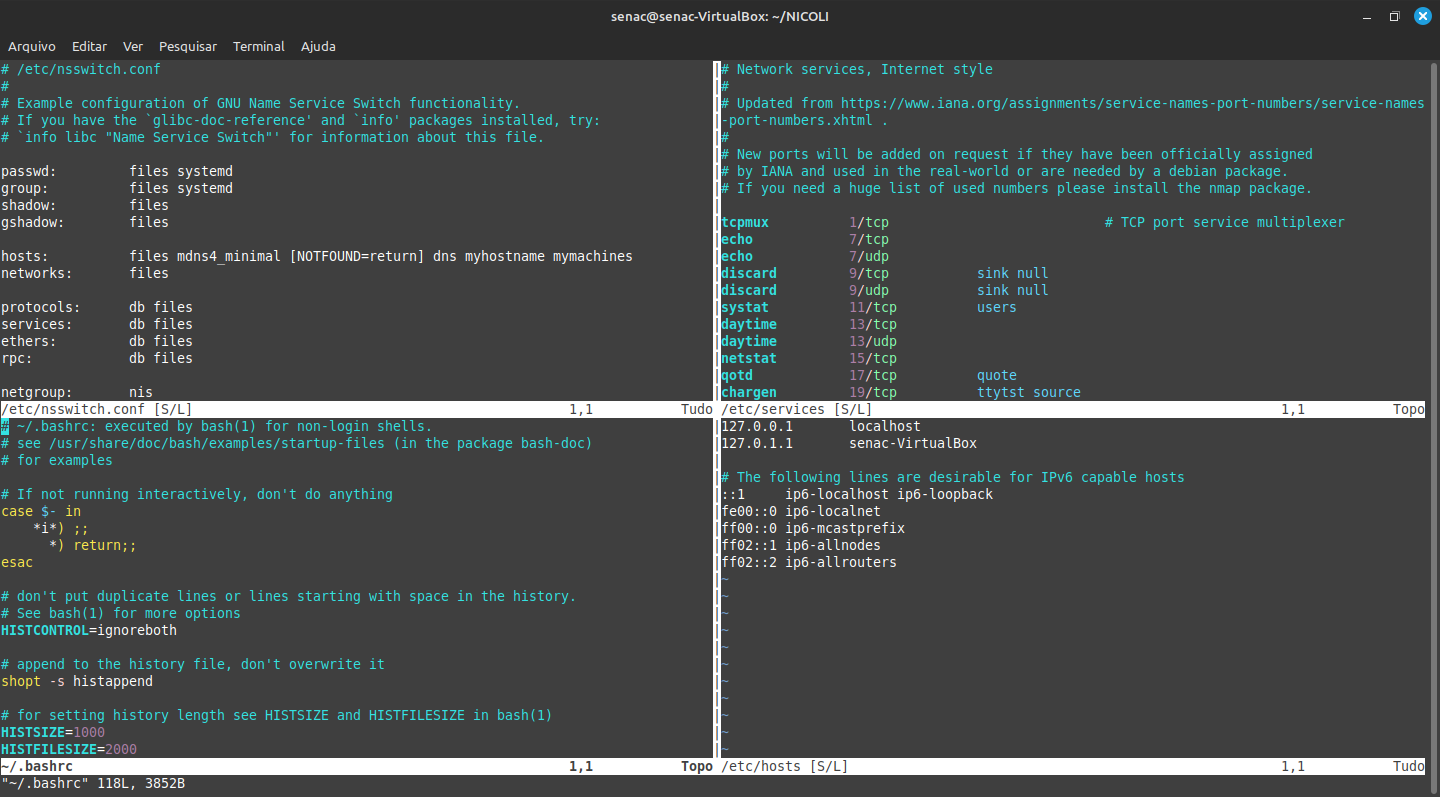 senac@senac-VirtualBox: ~/NICOLI
Arquivo Editar Ver Pesquisar Terminal Ajuda
# /etc/nsswitch.conf
#
# Example configuration of GNU Name Service Switch functionality.
# If you have the `glibc-doc-reference' and `info' packages installed, try:
# `info libc "Name Service Switch"' for information about this file.
passwd:         files systemd
group:          files systemd
shadow:         files
gshadow:        files
hosts:          files mdns4_minimal [NOTFOUND=return] dns myhostname mymachines
networks:       files
protocols:      db files
services:       db files
ethers:         db files
rpc:            db files
netgroup:       nis
/etc/nsswitch.conf [S/L] 1,1 Tudo
# Network services, Internet style
#
# Updated from https://www.iana.org/assignments/service-names-port-numbers/service-names
-port-numbers.xhtml .
#
# New ports will be added on request if they have been officially assigned
# by IANA and used in the real-world or are needed by a debian package.
# If you need a huge list of used numbers please install the nmap package.
tcpmux          1/tcp                           # TCP port service multiplexer
echo            7/tcp
echo            7/udp
discard         9/tcp           sink null
discard         9/udp           sink null
systat          11/tcp          users
daytime         13/tcp
daytime         13/udp
netstat         15/tcp
qotd            17/tcp          quote
chargen         19/tcp          ttytst source
/etc/services [S/L] 1,1 Topo
# ~/.bashrc: executed by bash(1) for non-login shells.
# see /usr/share/doc/bash/examples/startup-files (in the package bash-doc)
# for examples
# If not running interactively, don't do anything
case $- in
    *i*) ;;
      *) return;;
esac
# don't put duplicate lines or lines starting with space in the history.
# See bash(1) for more options
HISTCONTROL=ignoreboth
# append to the history file, don't overwrite it
shopt -s histappend
# for setting history length see HISTSIZE and HISTFILESIZE in bash(1)
HISTSIZE=1000
HISTFILESIZE=2000
~/.bashrc 1,1 Topo
127.0.0.1       localhost
127.0.1.1       senac-VirtualBox
# The following lines are desirable for IPv6 capable hosts
::1     ip6-localhost ip6-loopback
fe00::0 ip6-localnet
ff00::0 ip6-mcastprefix
ff02::1 ip6-allnodes
ff02::2 ip6-allrouters
~
~
~
~
~
~
~
~
~
~
~
/etc/hosts [S/L] 1,1 Tudo
"~/.bashrc" 118L, 3852B